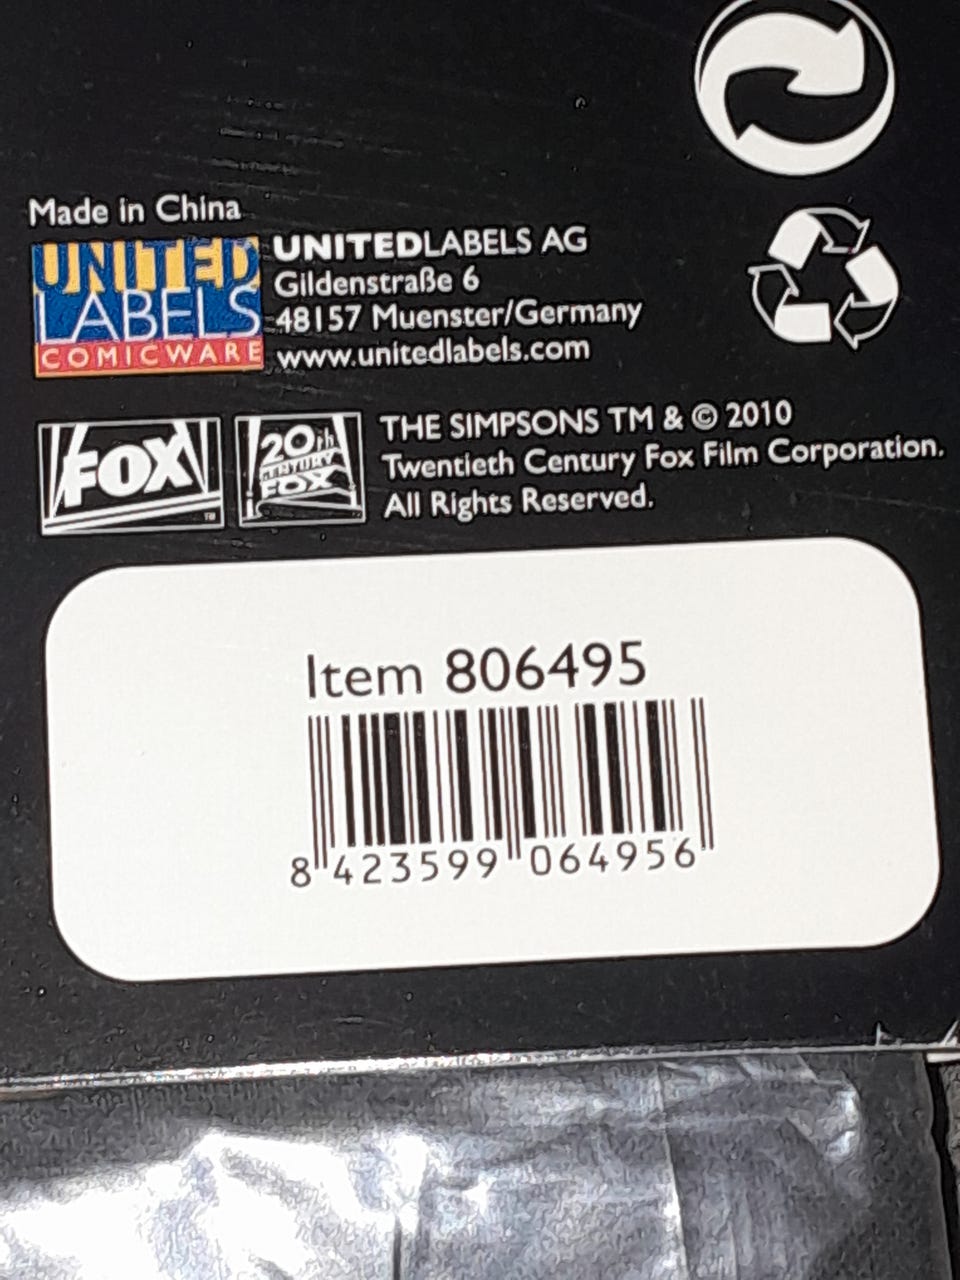 Made in China
UNITED
LABELS
COMICWARE
UNITEDLABELS AG
Gildenstraße 6
48157 Muenster/Germany
www.unitedlabels.com
FOX
TM
20th
CENTURY
FOX
THE SIMPSONS TM & © 2010
Twentieth Century Fox Film Corporation.
All Rights Reserved.
Item 806495
8 423599 064956